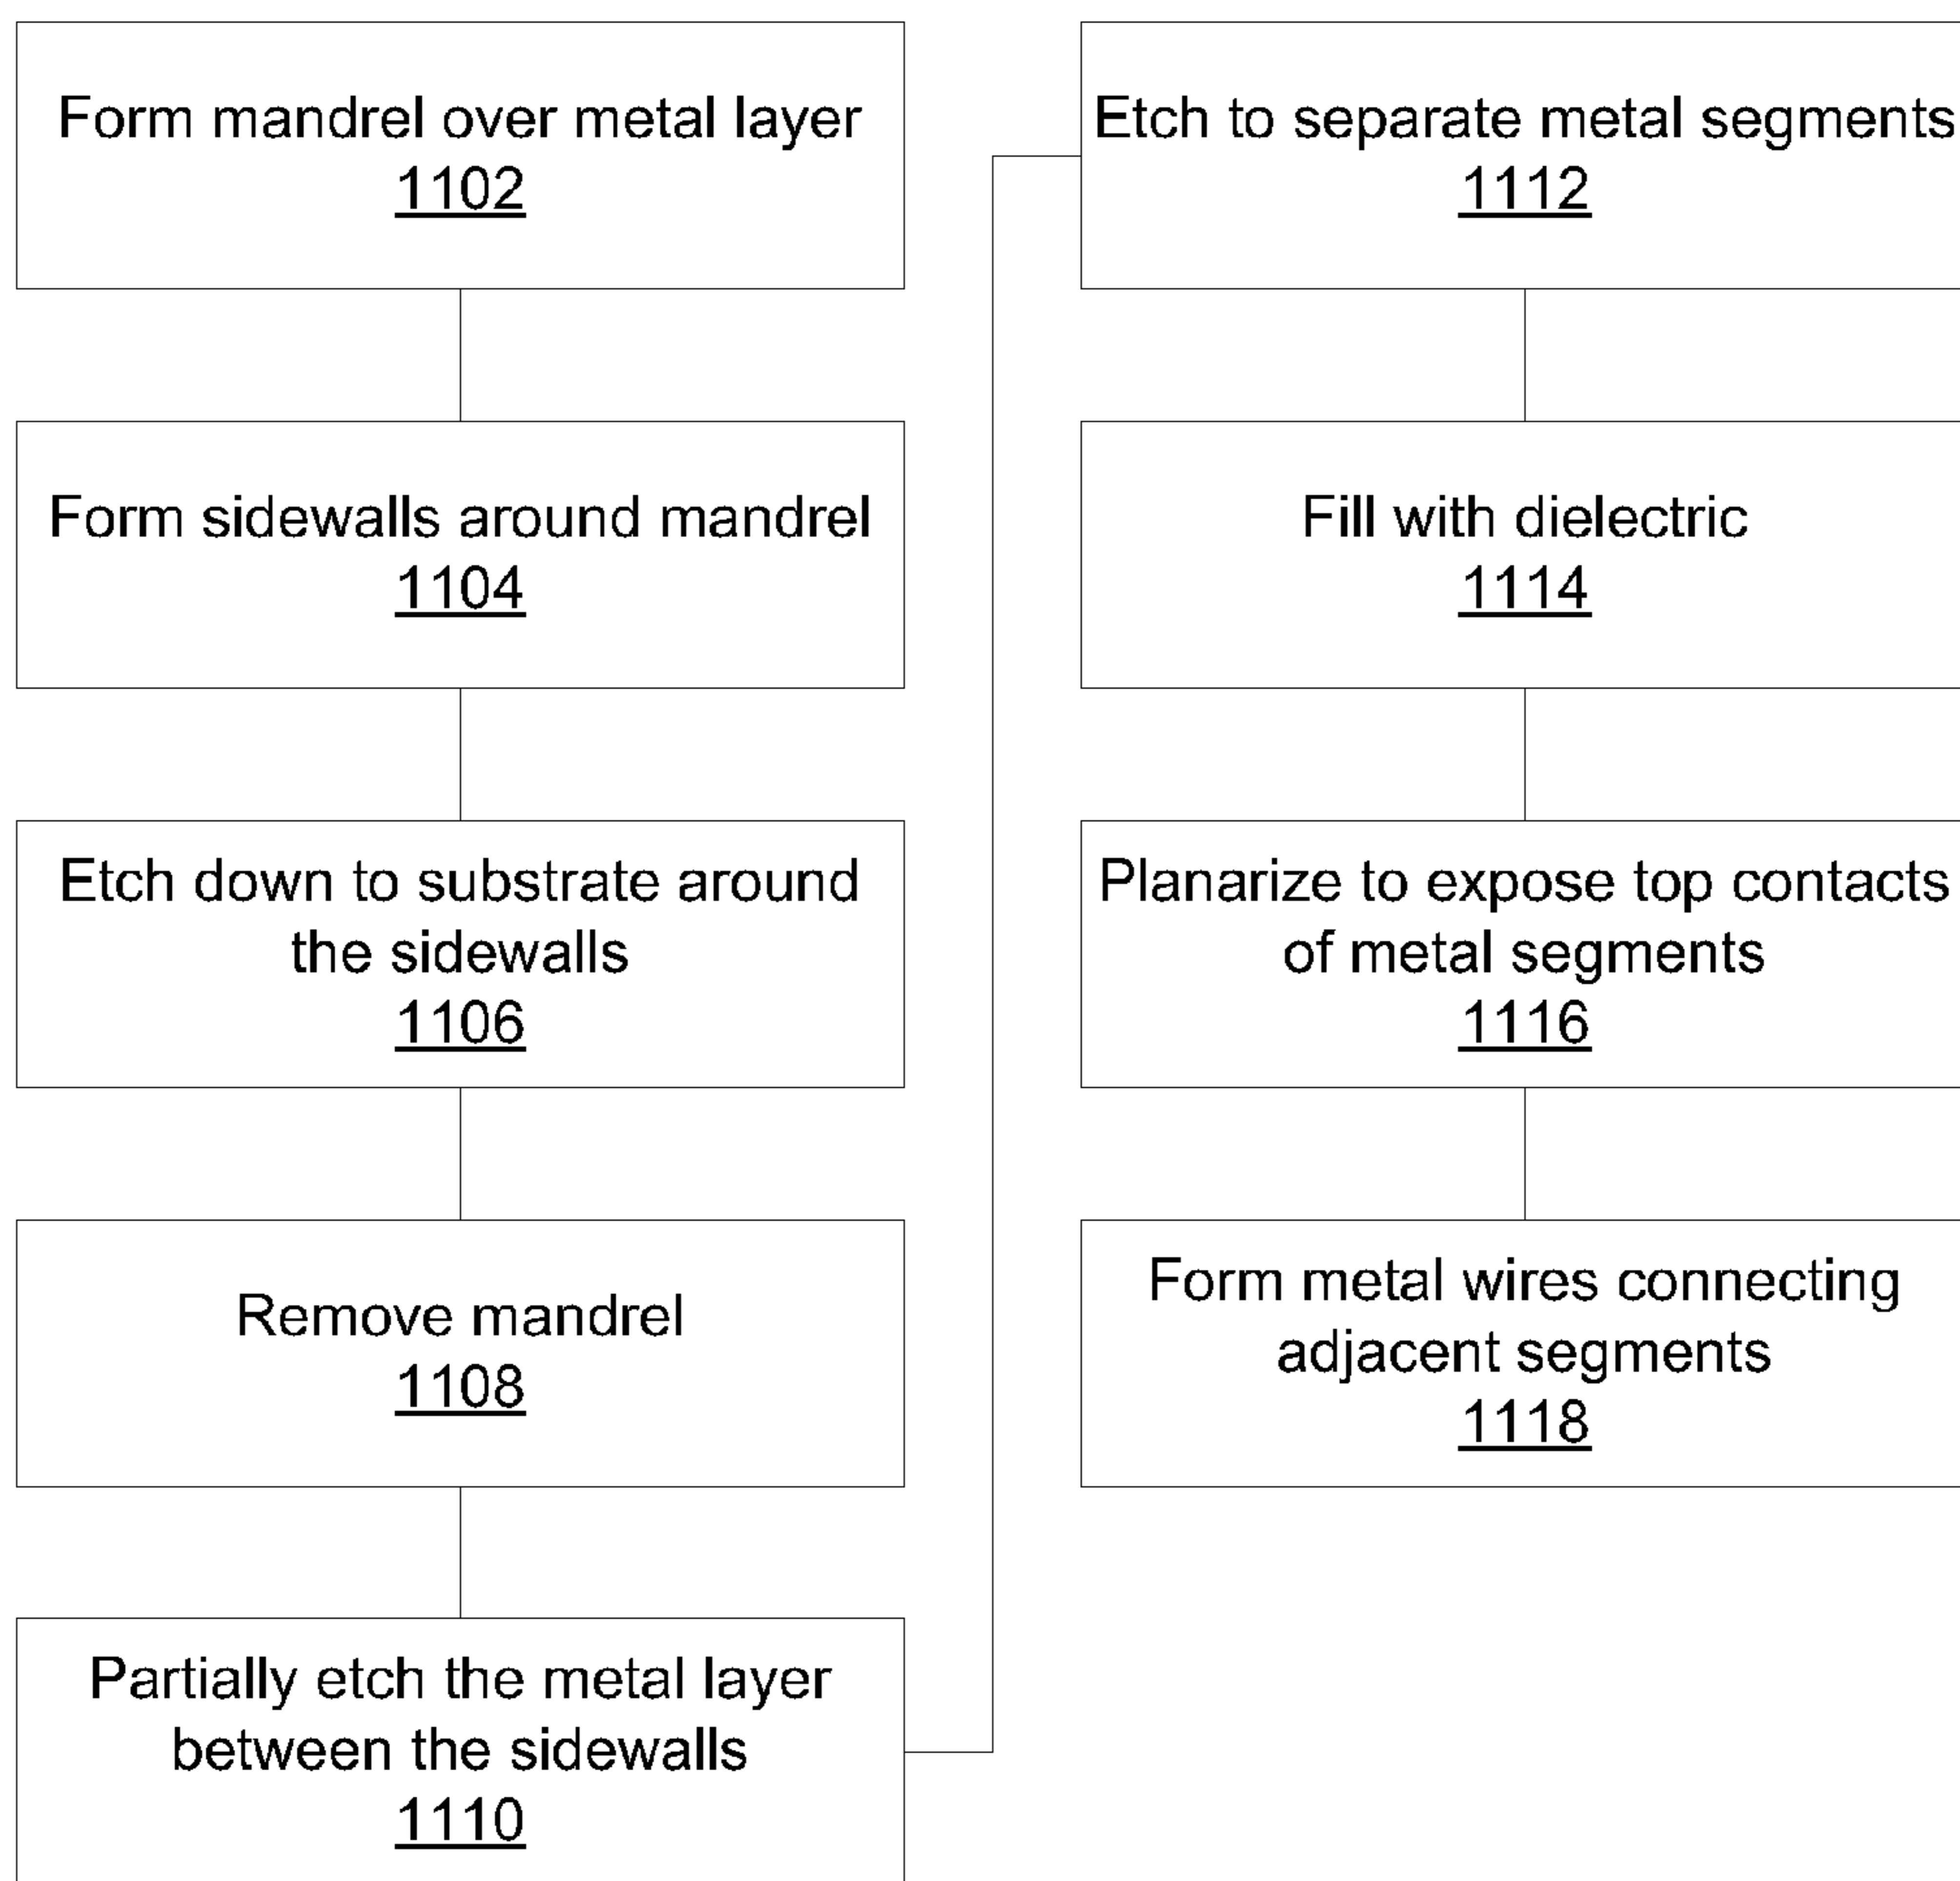 Form mandrel over metal layer
1102
Form sidewalls around mandrel
1104
Etch down to substrate around
the sidewalls
1106
Remove mandrel
1108
Partially etch the metal layer
between the sidewalls
1110
Etch to separate metal segments
1112
Fill with dielectric
1114
Planarize to expose top contacts
of metal segments
1116
Form metal wires connecting
adjacent segments
1118